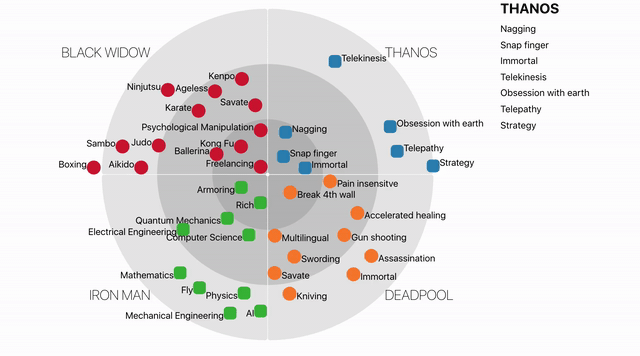 THANOS
Nagging
Snap finger
Immortal
Telekinesis
Obsession with earth
Telepathy
Strategy
BLACK WIDOW
Kenpo
Ninjutsu
Ageless
Savate
Karate
Psychological Manipulation
Sambo
Judo
Kung Fu
Ballerina
Boxing
Aikido
Freelancing
THANOS
Telekinesis
Obsession with earth
Nagging
Telepathy
Snap finger
Immortal
Strategy
IRON MAN
Armoring
Rich
Quantum Mechanics
Electrical Engineering
Computer Science
Mathematics
Fly
Physics
Mechanical Engineering
AI
DEADPOOL
Pain insensitve
Break 4th wall
Accelerated healing
Multilingual
Gun shooting
Swording
Assassination
Savate
Immortal
Kniving